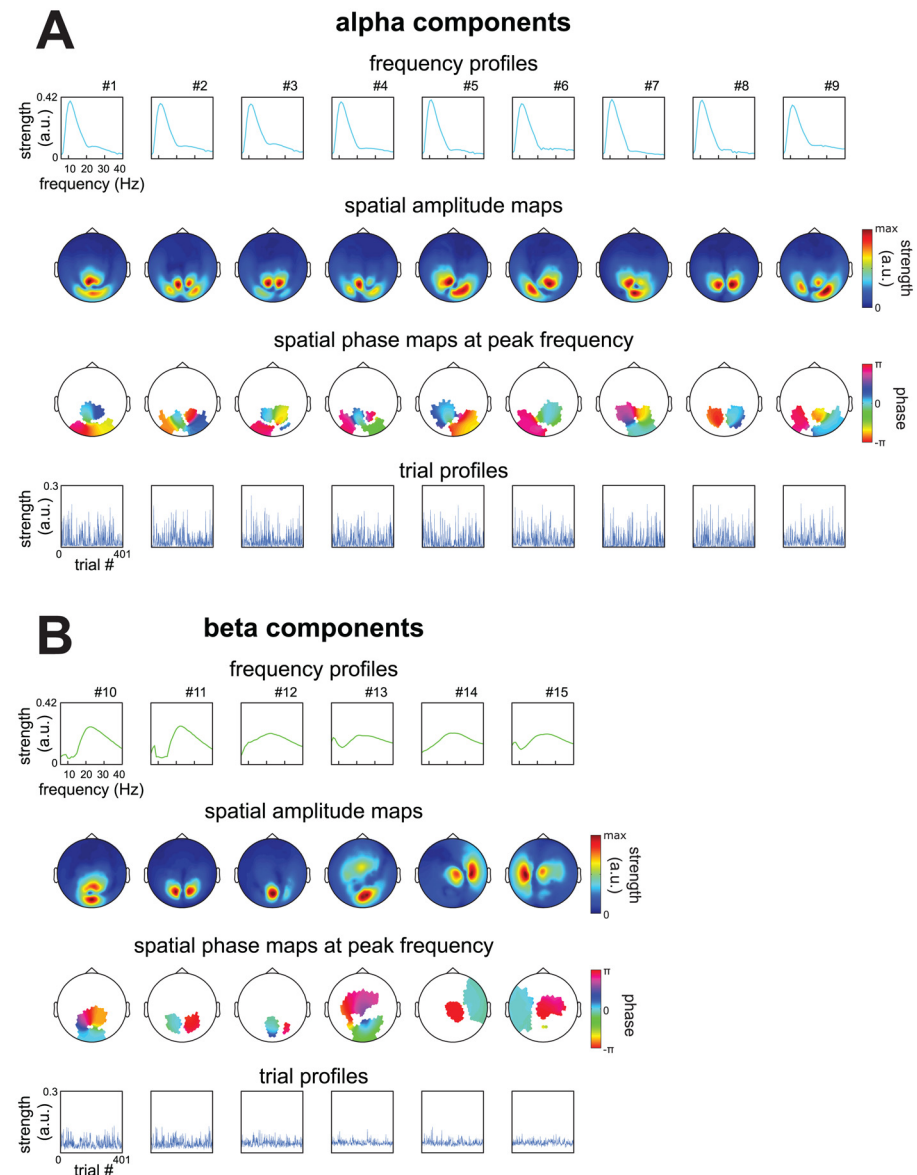 A
alpha components
frequency profiles
#1 #2 #3 #4 #5 #6 #7 #8 #9
0.42
strength
(a.u.)
0
10 20 30 40
frequency (Hz)
spatial amplitude maps
max
strength
(a.u.)
0
spatial phase maps at peak frequency
π
phase
0
-π
trial profiles
0.3
strength
(a.u.)
0 401
trial #
B
beta components
frequency profiles
#10 #11 #12 #13 #14 #15
0.42
strength
(a.u.)
0
10 20 30 40
frequency (Hz)
spatial amplitude maps
max
strength
(a.u.)
0
spatial phase maps at peak frequency
π
phase
0
-π
trial profiles
0.3
strength
(a.u.)
0 401
trial #